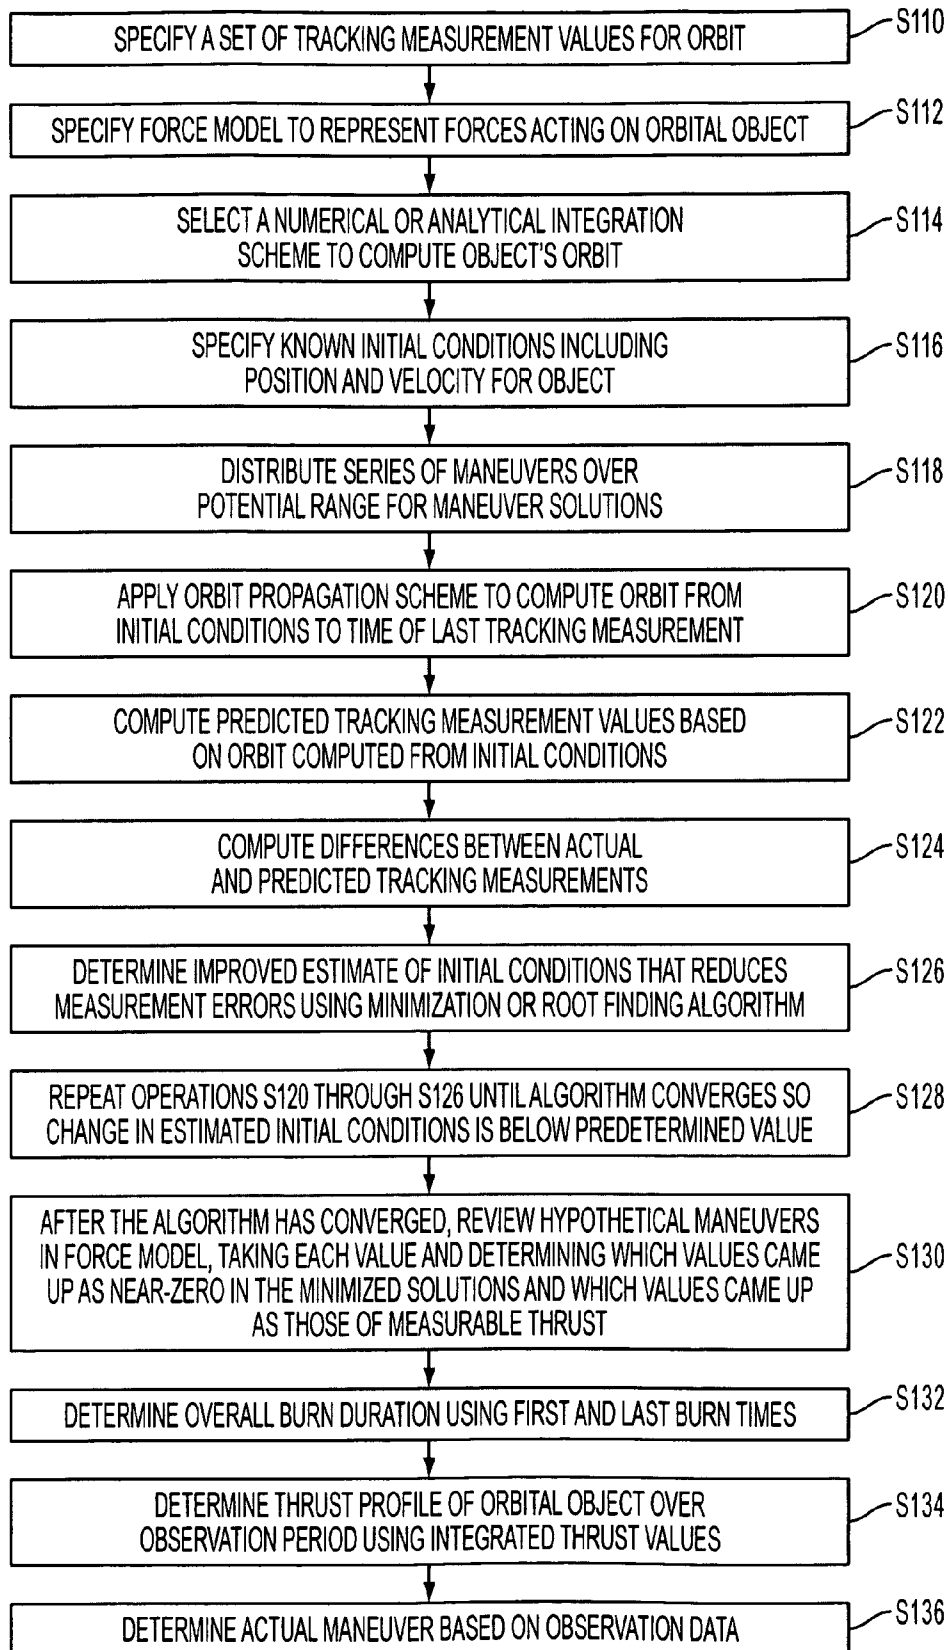 SPECIFY A SET OF TRACKING MEASUREMENT VALUES FOR ORBIT
S110
SPECIFY FORCE MODEL TO REPRESENT FORCES ACTING ON ORBITAL OBJECT
S112
SELECT A NUMERICAL OR ANALYTICAL INTEGRATION
SCHEME TO COMPUTE OBJECT'S ORBIT
S114
SPECIFY KNOWN INITIAL CONDITIONS INCLUDING
POSITION AND VELOCITY FOR OBJECT
S116
DISTRIBUTE SERIES OF MANEUVERS OVER
POTENTIAL RANGE FOR MANEUVER SOLUTIONS
S118
APPLY ORBIT PROPAGATION SCHEME TO COMPUTE ORBIT FROM
INITIAL CONDITIONS TO TIME OF LAST TRACKING MEASUREMENT
S120
COMPUTE PREDICTED TRACKING MEASUREMENT VALUES BASED
ON ORBIT COMPUTED FROM INITIAL CONDITIONS
S122
COMPUTE DIFFERENCES BETWEEN ACTUAL
AND PREDICTED TRACKING MEASUREMENTS
S124
DETERMINE IMPROVED ESTIMATE OF INITIAL CONDITIONS THAT REDUCES
MEASUREMENT ERRORS USING MINIMIZATION OR ROOT FINDING ALGORITHM
S126
REPEAT OPERATIONS S120 THROUGH S126 UNTIL ALGORITHM CONVERGES SO
CHANGE IN ESTIMATED INITIAL CONDITIONS IS BELOW PREDETERMINED VALUE
S128
AFTER THE ALGORITHM HAS CONVERGED, REVIEW HYPOTHETICAL MANEUVERS
IN FORCE MODEL, TAKING EACH VALUE AND DETERMINING WHICH VALUES CAME
UP AS NEAR-ZERO IN THE MINIMIZED SOLUTIONS AND WHICH VALUES CAME UP
AS THOSE OF MEASURABLE THRUST
S130
DETERMINE OVERALL BURN DURATION USING FIRST AND LAST BURN TIMES
S132
DETERMINE THRUST PROFILE OF ORBITAL OBJECT OVER
OBSERVATION PERIOD USING INTEGRATED THRUST VALUES
S134
DETERMINE ACTUAL MANEUVER BASED ON OBSERVATION DATA
S136